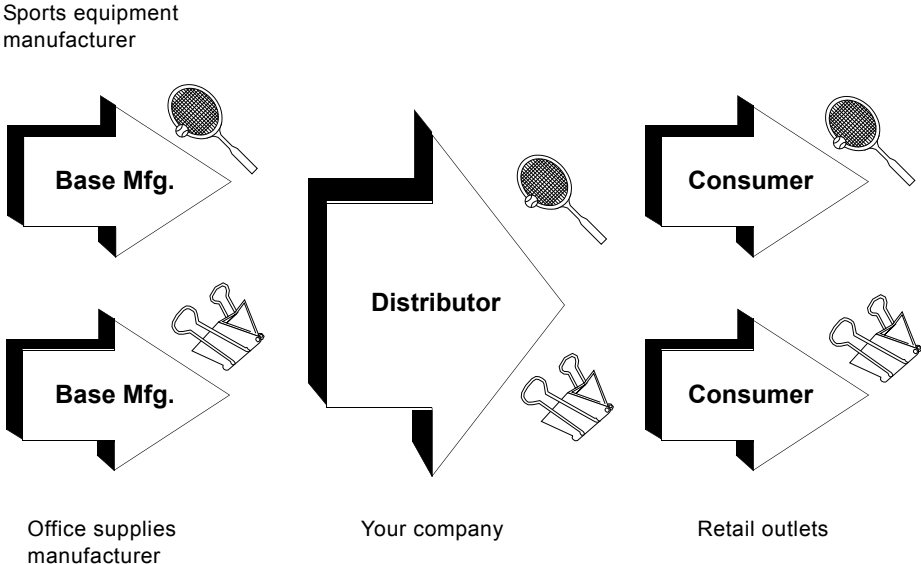 Sports equipment
manufacturer
Base Mfg.
Consumer
Distributor
Base Mfg.
Consumer
Office supplies
manufacturer
Your company
Retail outlets